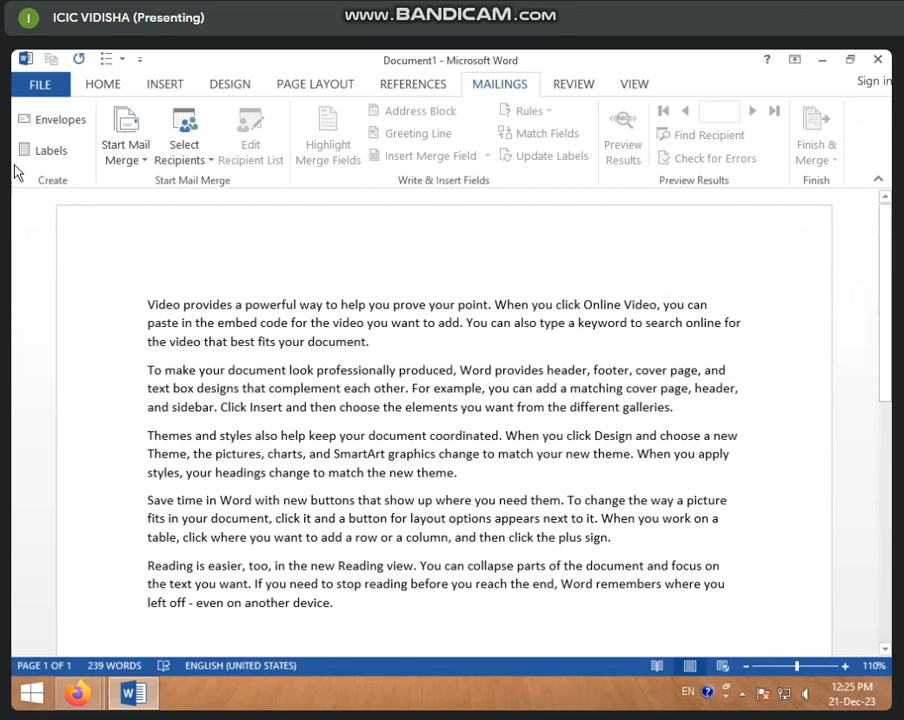 I ICIC VIDISHA (Presenting)
WWW.BANDICAM.COM
Document1 - Microsoft Word
?
FILE HOME INSERT DESIGN PAGE LAYOUT REFERENCES MAILINGS REVIEW VIEW Sign in
Envelopes
Labels
Create
Start Mail
Merge
Select
Recipients
Edit
Recipient List
Start Mail Merge
Highlight
Merge Fields
Address Block
Greeting Line
Insert Merge Field
Rules
Match Fields
Update Labels
Write & Insert Fields
ABC
Preview
Results
Find Recipient
Check for Errors
Preview Results
Finish &
Merge
Finish
Video provides a powerful way to help you prove your point. When you click Online Video, you can
paste in the embed code for the video you want to add. You can also type a keyword to search online for
the video that best fits your document.
To make your document look professionally produced, Word provides header, footer, cover page, and
text box designs that complement each other. For example, you can add a matching cover page, header,
and sidebar. Click Insert and then choose the elements you want from the different galleries.
Themes and styles also help keep your document coordinated. When you click Design and choose a new
Theme, the pictures, charts, and SmartArt graphics change to match your new theme. When you apply
styles, your headings change to match the new theme.
Save time in Word with new buttons that show up where you need them. To change the way a picture
fits in your document, click it and a button for layout options appears next to it. When you work on a
table, click where you want to add a row or a column, and then click the plus sign.
Reading is easier, too, in the new Reading view. You can collapse parts of the document and focus on
the text you want. If you need to stop reading before you reach the end, Word remembers where you
left off - even on another device.
PAGE 1 OF 1 239 WORDS ENGLISH (UNITED STATES) 110%
EN ? 12:25 PM
21-Dec-23